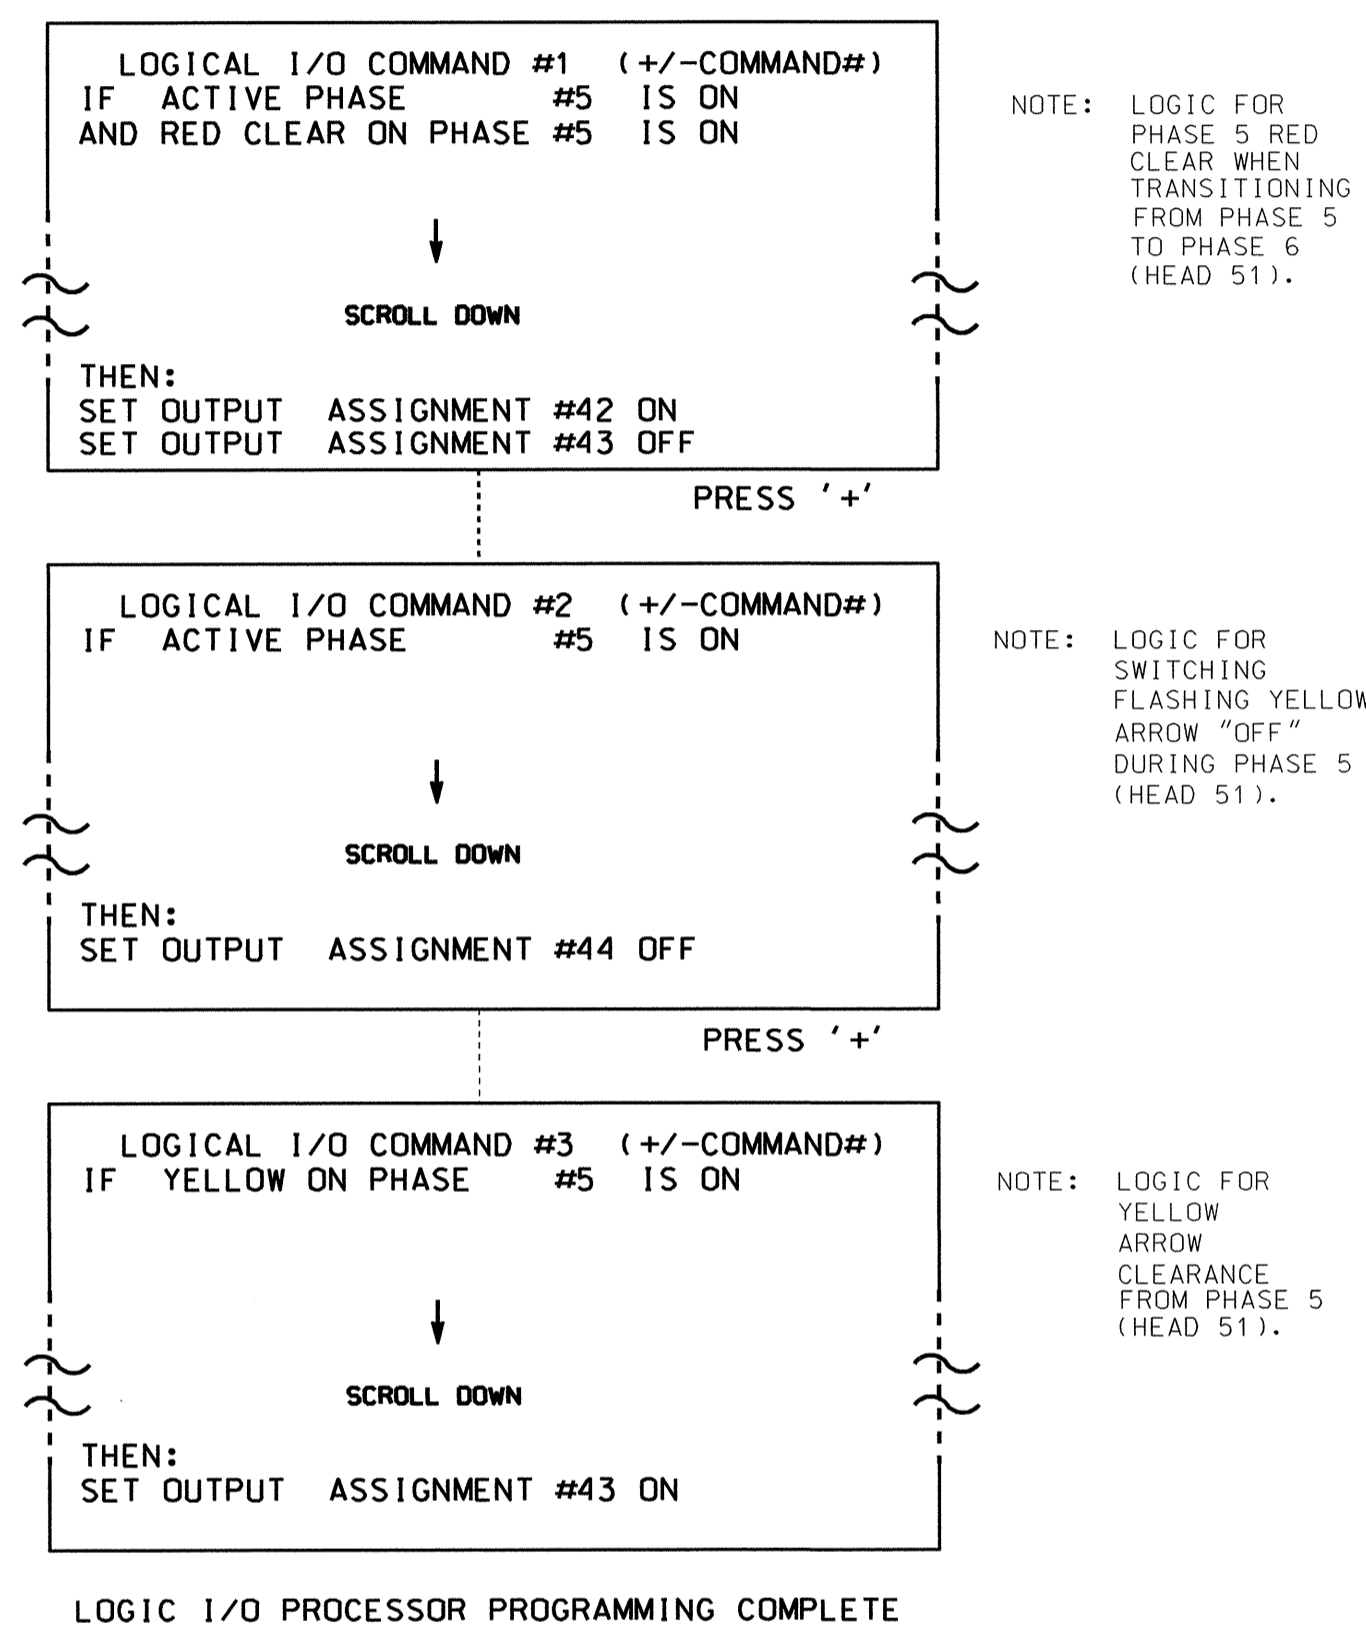 LOGICAL I/O COMMAND #1 (+/-COMMAND#)
IF ACTIVE PHASE #5 IS ON
AND RED CLEAR ON PHASE #5 IS ON
SCROLL DOWN
THEN:
SET OUTPUT ASSIGNMENT #42 ON
SET OUTPUT ASSIGNMENT #43 OFF
NOTE: LOGIC FOR
PHASE 5 RED
CLEAR WHEN
TRANSITIONING
FROM PHASE 5
TO PHASE 6
(HEAD 51).
PRESS '+'
LOGICAL I/O COMMAND #2 (+/-COMMAND#)
IF ACTIVE PHASE #5 IS ON
SCROLL DOWN
THEN:
SET OUTPUT ASSIGNMENT #44 OFF
NOTE: LOGIC FOR
SWITCHING
FLASHING YELLOW
ARROW "OFF"
DURING PHASE 5
(HEAD 51).
PRESS '+'
LOGICAL I/O COMMAND #3 (+/-COMMAND#)
IF YELLOW ON PHASE #5 IS ON
SCROLL DOWN
THEN:
SET OUTPUT ASSIGNMENT #43 ON
NOTE: LOGIC FOR
YELLOW
ARROW
CLEARANCE
FROM PHASE 5
(HEAD 51).
LOGIC I/O PROCESSOR PROGRAMMING COMPLETE